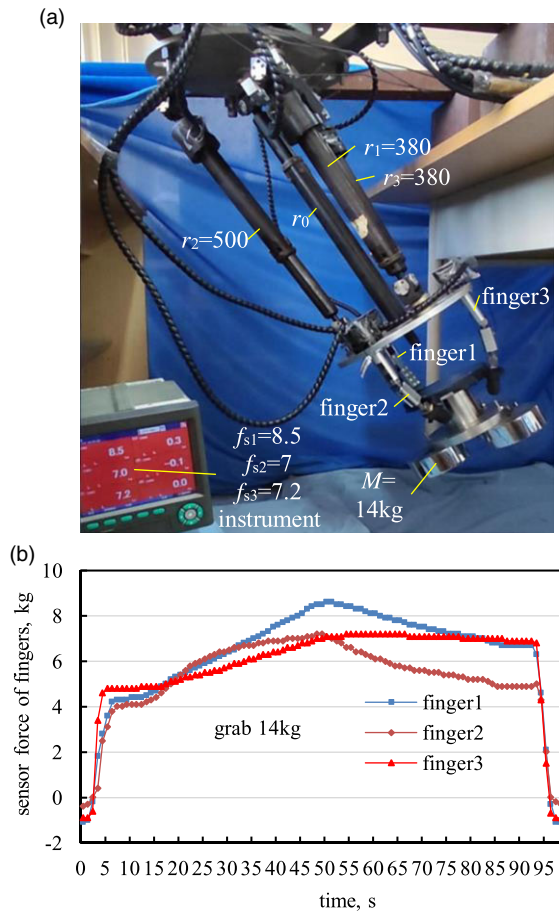 (a)
r1=380
r3=380
r0
r2=500
finger3
finger1
finger2
8.5 0.3
7.0 -0.1
7.2 0.0
fs1=8.5
fs2=7
fs3=7.2
instrument
M=
14kg
(b)
sensor force of fingers, kg
10
8
6
4
2
0
-2
grab 14kg
finger1
finger2
finger3
0 5 10 15 20 25 30 35 40 45 50 55 60 65 70 75 80 85 90 95
time, s